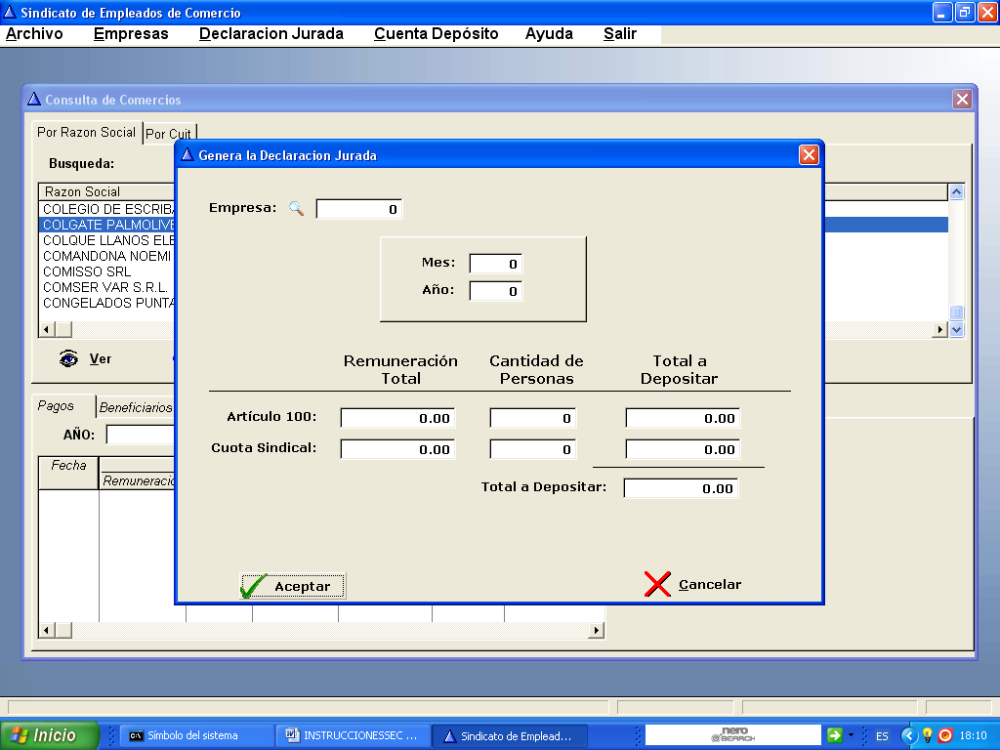 Sindicato de Empleados de Comercio
Archivo Empresas Declaracion Jurada Cuenta Depósito Ayuda Salir
Consulta de Comercios
Por Razon Social Por Cuit
Busqueda:
Razon Social
COLEGIO DE ESCRIBA
COLGATE PALMOLIVE
COLQUE LLANOS ELE
COMANDONA NOEMI
COMISSO SRL
COMSER VAR S.R.L.
CONGELADOS PUNTA
Ver
Pagos Beneficiarios
AÑO:
Fecha
Remuneracio
Genera la Declaracion Jurada
Empresa: 0
Mes: 0
Año: 0
Remuneración Cantidad de Total a
Total Personas Depositar
Artículo 100: 0.00 0 0.00
Cuota Sindical: 0.00 0 0.00
Total a Depositar: 0.00
Aceptar Cancelar
Inicio Símbolo del sistema INSTRUCCIONESSEC ... Sindicato de Emplead... nero ES 18:10
@SEARCH